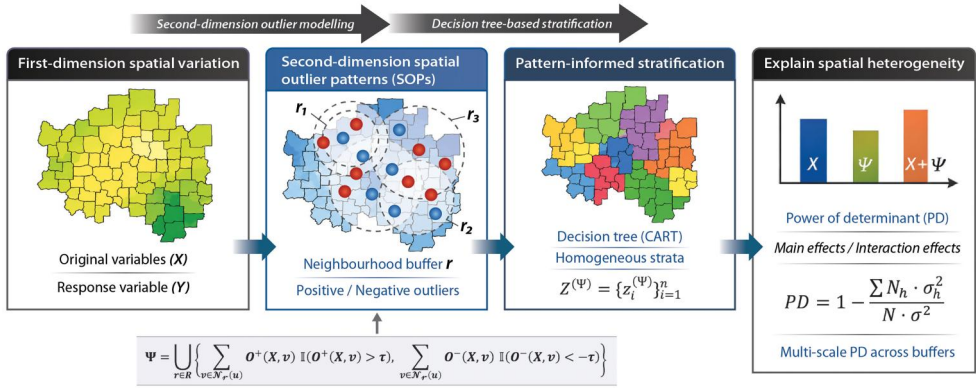 Second-dimension outlier modelling
Decision tree-based stratification
First-dimension spatial variation
Original variables (X)
Response variable (Y)
Second-dimension spatial
outlier patterns (SOPs)
r₁
r₃
r₂
Neighbourhood buffer r
Positive / Negative outliers
Pattern-informed stratification
Decision tree (CART)
Homogeneous strata
Z^(Ψ) = {z_i^(Ψ)}_{i=1}^n
Explain spatial heterogeneity
X Ψ X+Ψ
Power of determinant (PD)
Main effects / Interaction effects
PD = 1 − (∑ N_h · σ_h²) / (N · σ²)
Multi-scale PD across buffers
Ψ = ⋃_{r∈R} { ∑_{v∈𝒩_r(u)} O⁺(X, v) 𝕀(O⁺(X, v) > τ), ∑_{v∈𝒩_r(u)} O⁻(X, v) 𝕀(O⁻(X, v) < −τ) }